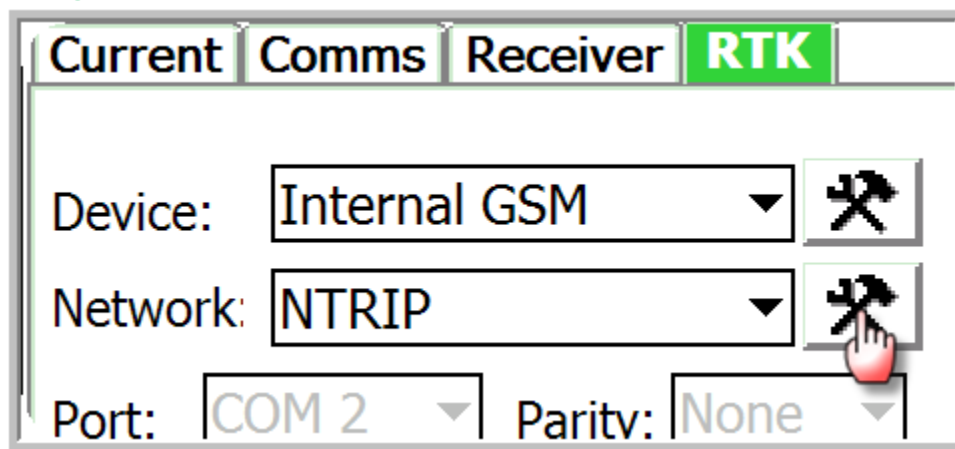 Current Comms Receiver RTK
Device: Internal GSM
Network: NTRIP
Port: COM 2 Parity: None